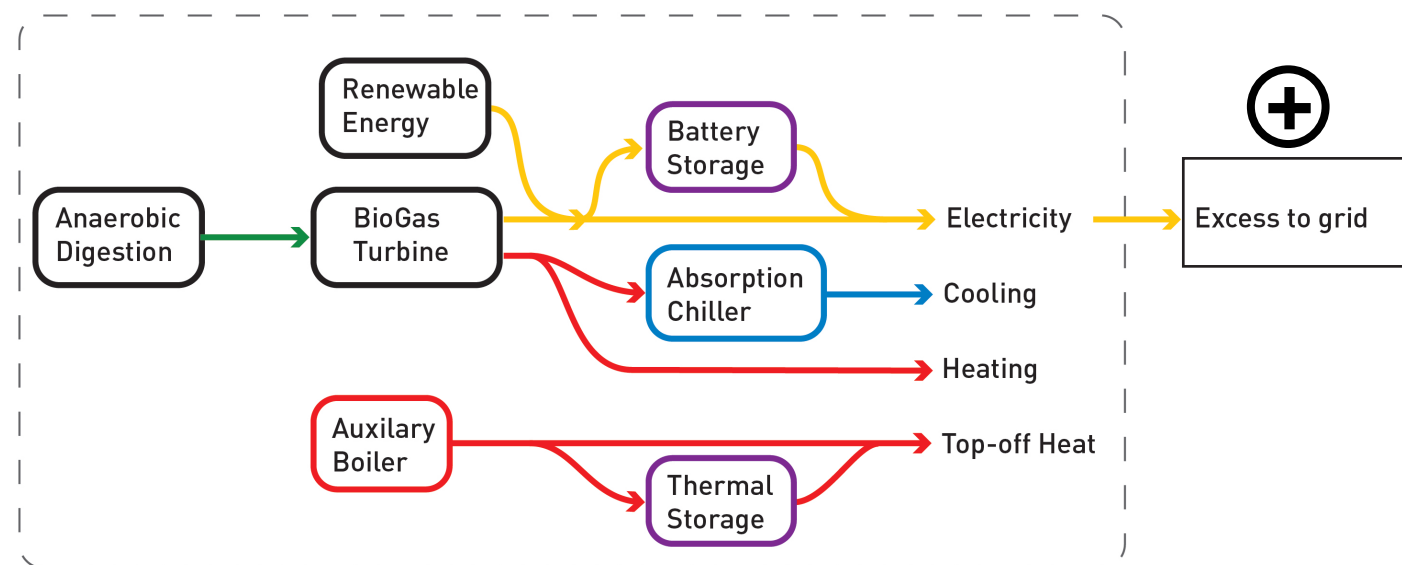 Renewable
Energy
Battery
Storage
Anaerobic
Digestion
BioGas
Turbine
Electricity
Excess to grid
Absorption
Chiller
Cooling
Heating
Auxilary
Boiler
Top-off Heat
Thermal
Storage